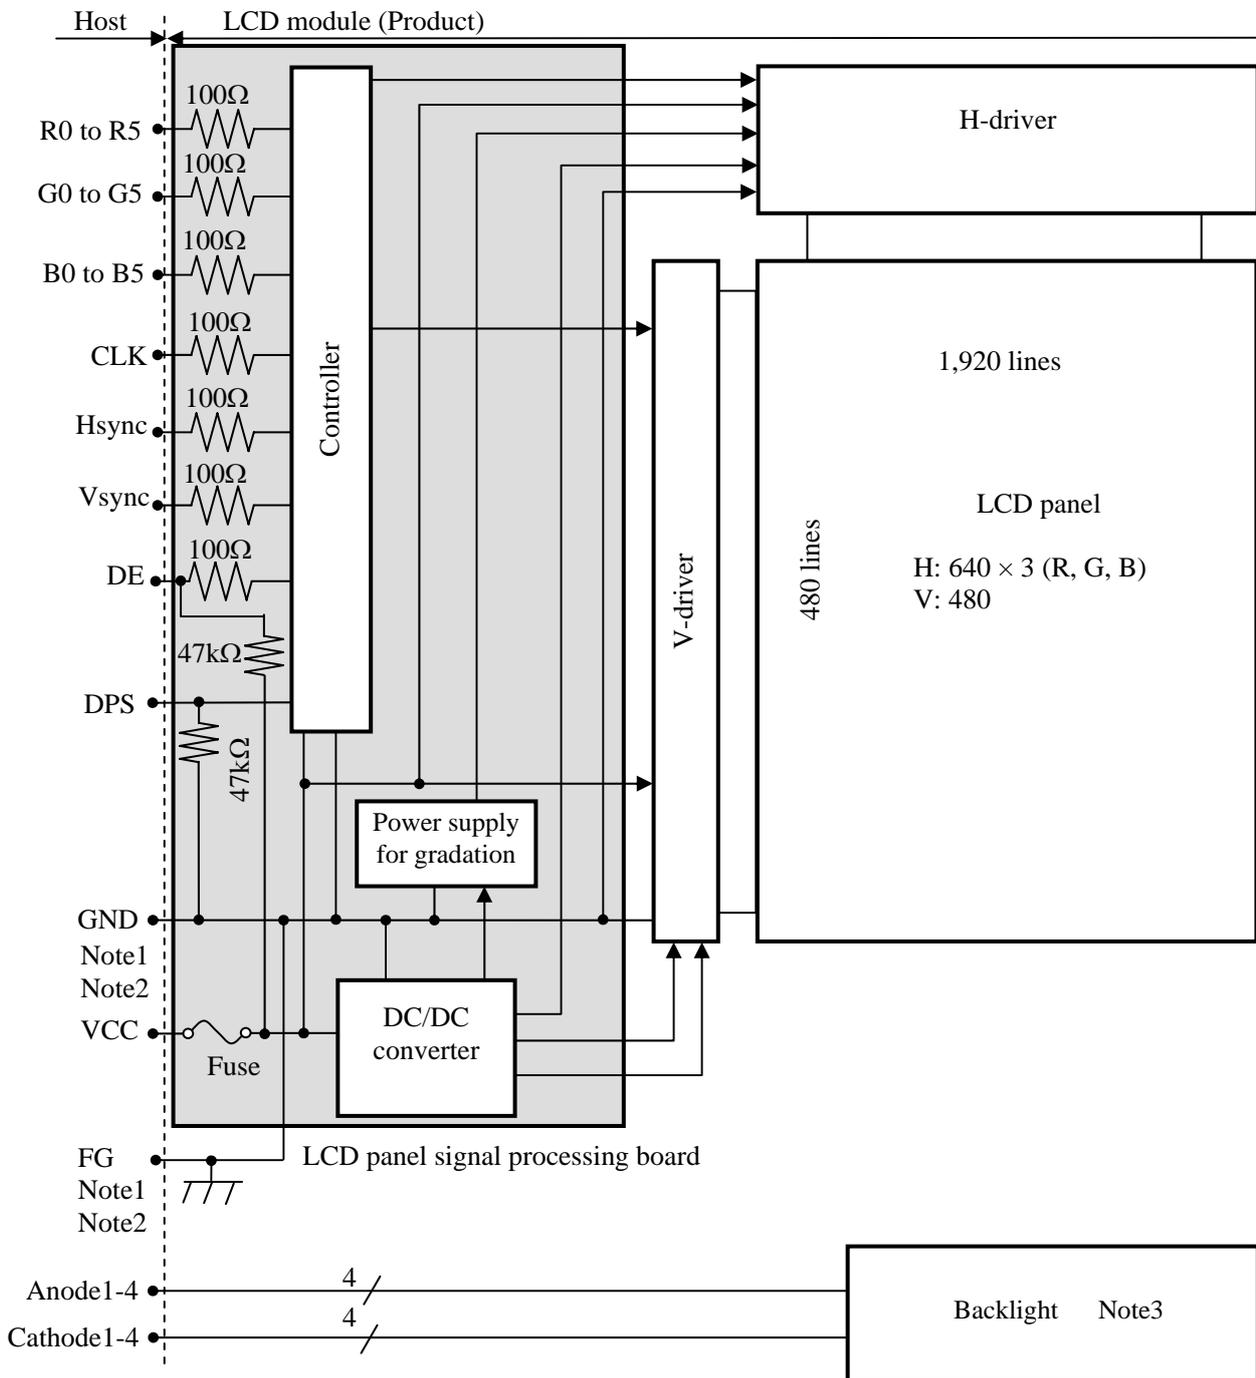 Host
LCD module (Product)
100Ω
R0 to R5
H-driver
100Ω
G0 to G5
100Ω
B0 to B5
100Ω
CLK
1,920 lines
Controller
100Ω
Hsync
100Ω
Vsync
LCD panel
100Ω
DE
H: 640 × 3 (R, G, B)
V: 480
480 lines
V-driver
47kΩ
DPS
47kΩ
Power supply
for gradation
GND
Note1
Note2
VCC
Fuse
DC/DC
converter
FG
Note1
Note2
LCD panel signal processing board
Anode1-4
4
Cathode1-4
4
Backlight Note3